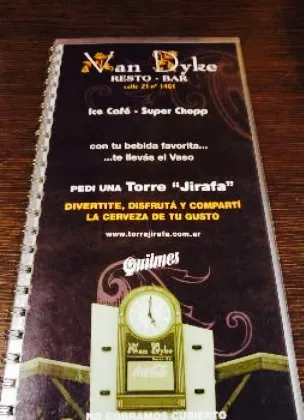 Van Dyke
RESTO - BAR
calle 21 nº
Ice Café - Super Chopp
con tu bebida favorita...
...te llevás el Vaso
PEDI UNA Torre "Jirafa"
DIVERTITE, DISFRUTÁ Y COMPARTÍ
LA CERVEZA DE TU GUSTO
www.torrejirafa.com.ar
Quilmes
Van Dyke
Coca-Cola
NO COBRAMOS CUBIERTO